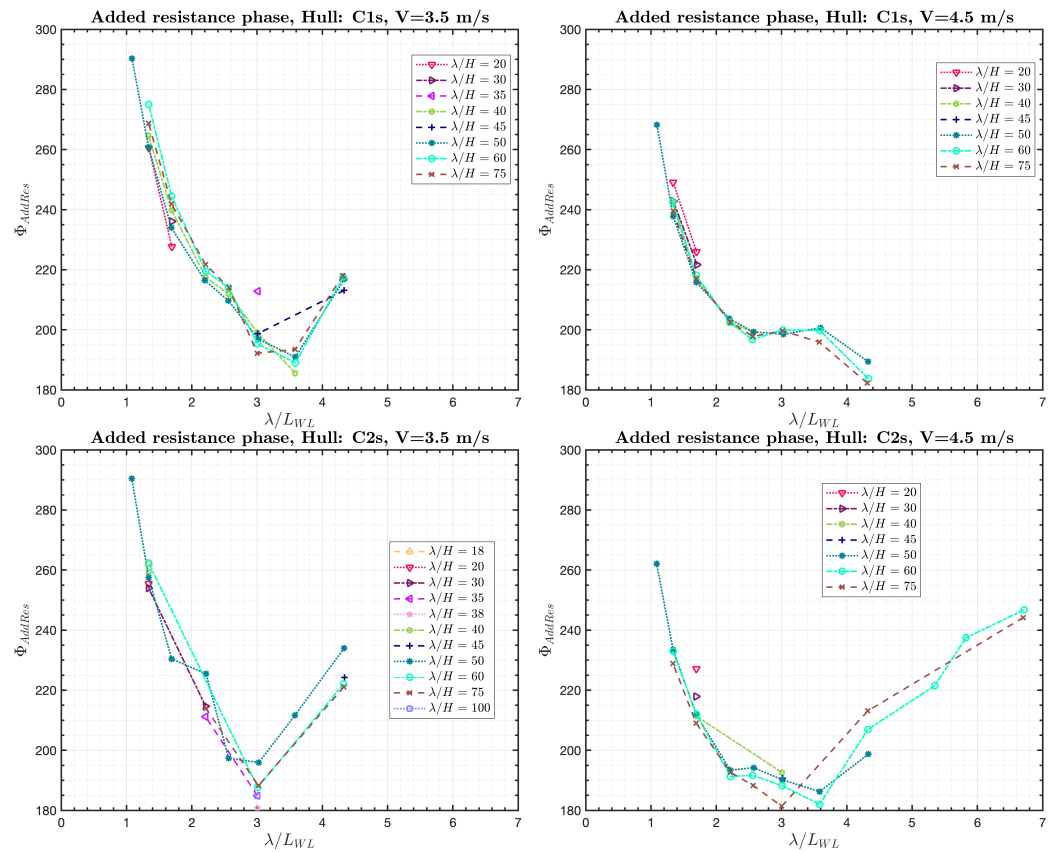 Added resistance phase, Hull: C1s, V=3.5 m/s
300
280
260
240
220
200
180
Φ_AddRes
0 1 2 3 4 5 6 7
λ/L_WL
λ/H = 20
λ/H = 30
λ/H = 35
λ/H = 40
λ/H = 45
λ/H = 50
λ/H = 60
λ/H = 75
Added resistance phase, Hull: C1s, V=4.5 m/s
300
280
260
240
220
200
180
Φ_AddRes
0 1 2 3 4 5 6 7
λ/L_WL
λ/H = 20
λ/H = 30
λ/H = 40
λ/H = 45
λ/H = 50
λ/H = 60
λ/H = 75
Added resistance phase, Hull: C2s, V=3.5 m/s
300
280
260
240
220
200
180
Φ_AddRes
0 1 2 3 4 5 6 7
λ/L_WL
λ/H = 18
λ/H = 20
λ/H = 30
λ/H = 35
λ/H = 38
λ/H = 40
λ/H = 45
λ/H = 50
λ/H = 60
λ/H = 75
λ/H = 100
Added resistance phase, Hull: C2s, V=4.5 m/s
300
280
260
240
220
200
180
Φ_AddRes
0 1 2 3 4 5 6 7
λ/L_WL
λ/H = 20
λ/H = 30
λ/H = 40
λ/H = 45
λ/H = 50
λ/H = 60
λ/H = 75